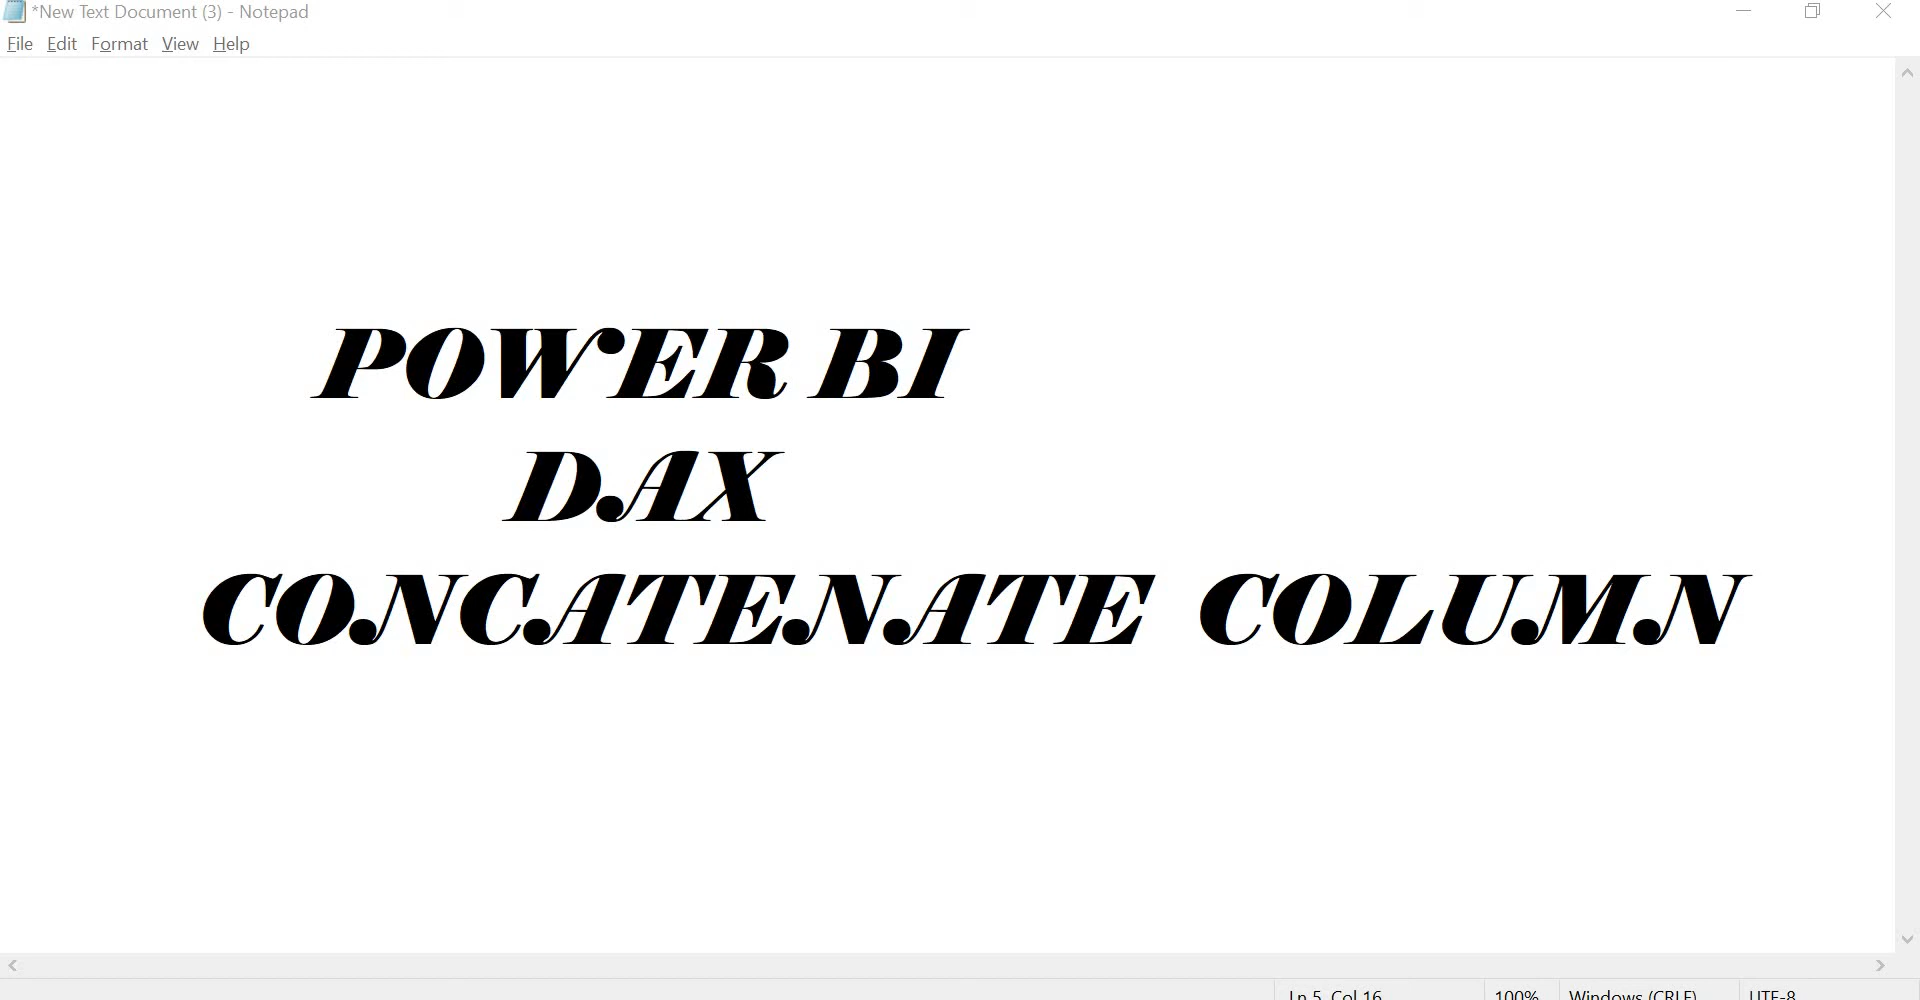 *New Text Document (3) - Notepad
File Edit Format View Help
POWER BI
DAX
CONCATENATE COLUMN
Ln 5, Col 16 100% Windows (CRLF) UTF-8